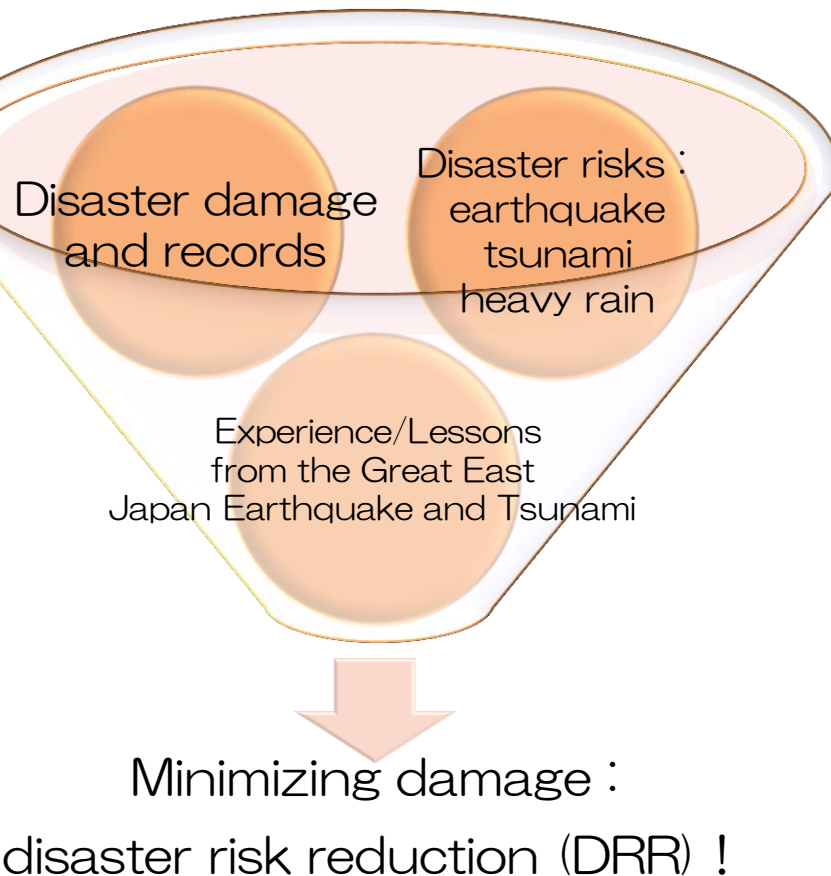 Disaster damage
and records
Disaster risks：
earthquake
tsunami
heavy rain
Experience/Lessons
from the Great East
Japan Earthquake and Tsunami
Minimizing damage：
disaster risk reduction (DRR)！